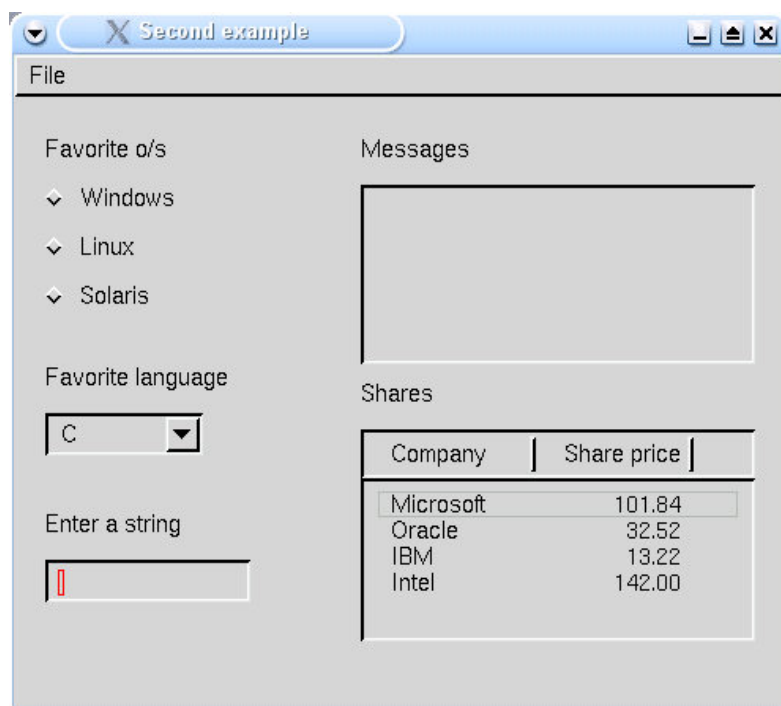 Second example
File
Favorite o/s
Windows
Linux
Solaris
Favorite language
C
Enter a string
Messages
Shares
Company Share price
Microsoft 101.84
Oracle 32.52
IBM 13.22
Intel 142.00